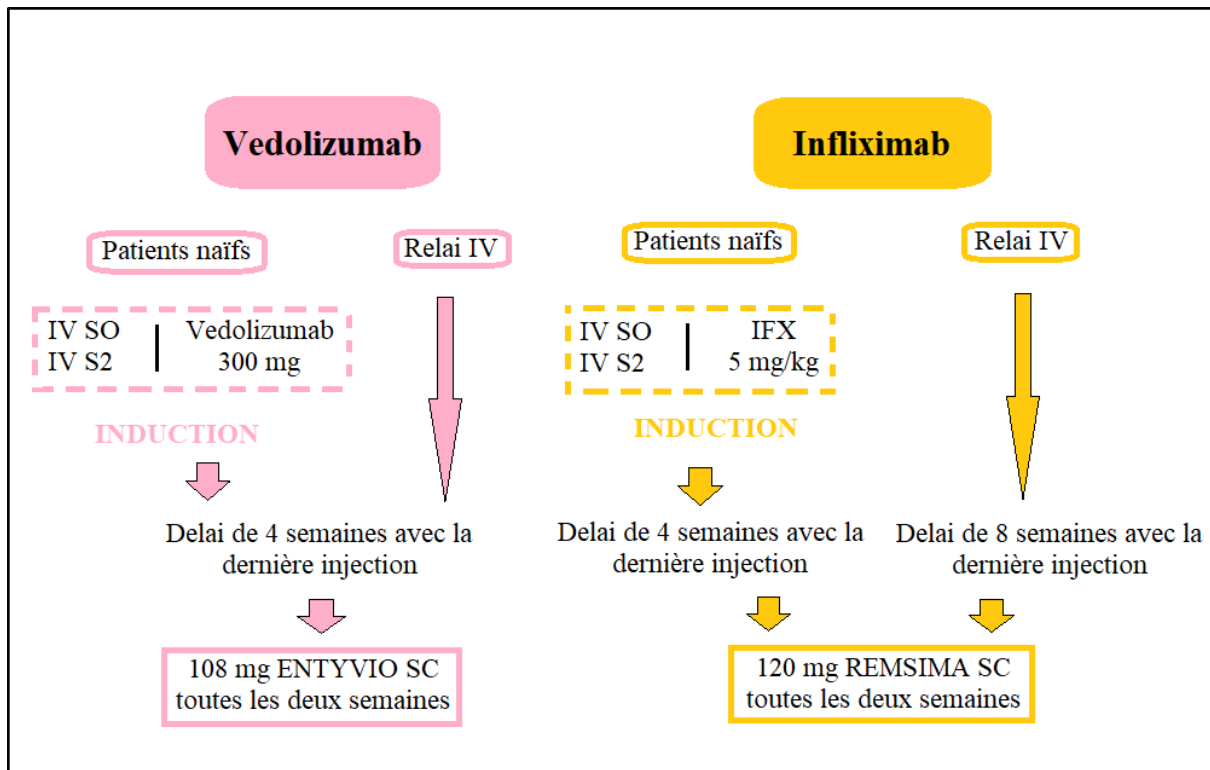 Vedolizumab
Patients naïfs
Relai IV
IV SO
IV S2
Vedolizumab
300 mg
INDUCTION
Delai de 4 semaines avec la
dernière injection
108 mg ENTYVIO SC
toutes les deux semaines
Infliximab
Patients naïfs
Relai IV
IV SO
IV S2
IFX
5 mg/kg
INDUCTION
Delai de 4 semaines avec la
dernière injection
Delai de 8 semaines avec la
dernière injection
120 mg REMSIMA SC
toutes les deux semaines